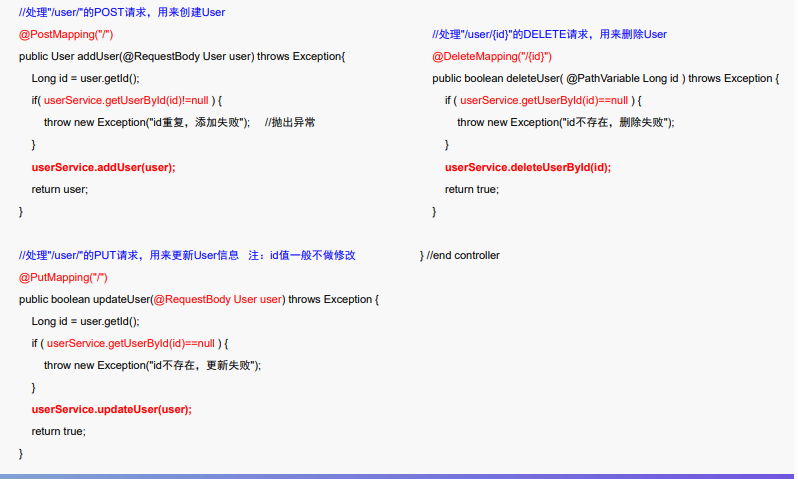 //处理"/user/"的POST请求，用来创建User
@PostMapping("/")
public User addUser(@RequestBody User user) throws Exception{
Long id = user.getId();
if( userService.getUserById(id)!=null ) {
throw new Exception("id重复，添加失败"); //抛出异常
}
userService.addUser(user);
return user;
}
//处理"/user/"的PUT请求，用来更新User信息 注：id值一般不做修改
@PutMapping("/")
public boolean updateUser(@RequestBody User user) throws Exception {
Long id = user.getId();
if ( userService.getUserById(id)==null ) {
throw new Exception("id不存在，更新失败");
}
userService.updateUser(user);
return true;
}
//处理"/user/{id}"的DELETE请求，用来删除User
@DeleteMapping("/{id}")
public boolean deleteUser( @PathVariable Long id ) throws Exception {
if ( userService.getUserById(id)==null ) {
throw new Exception("id不存在，删除失败");
}
userService.deleteUserById(id);
return true;
}
} //end controller